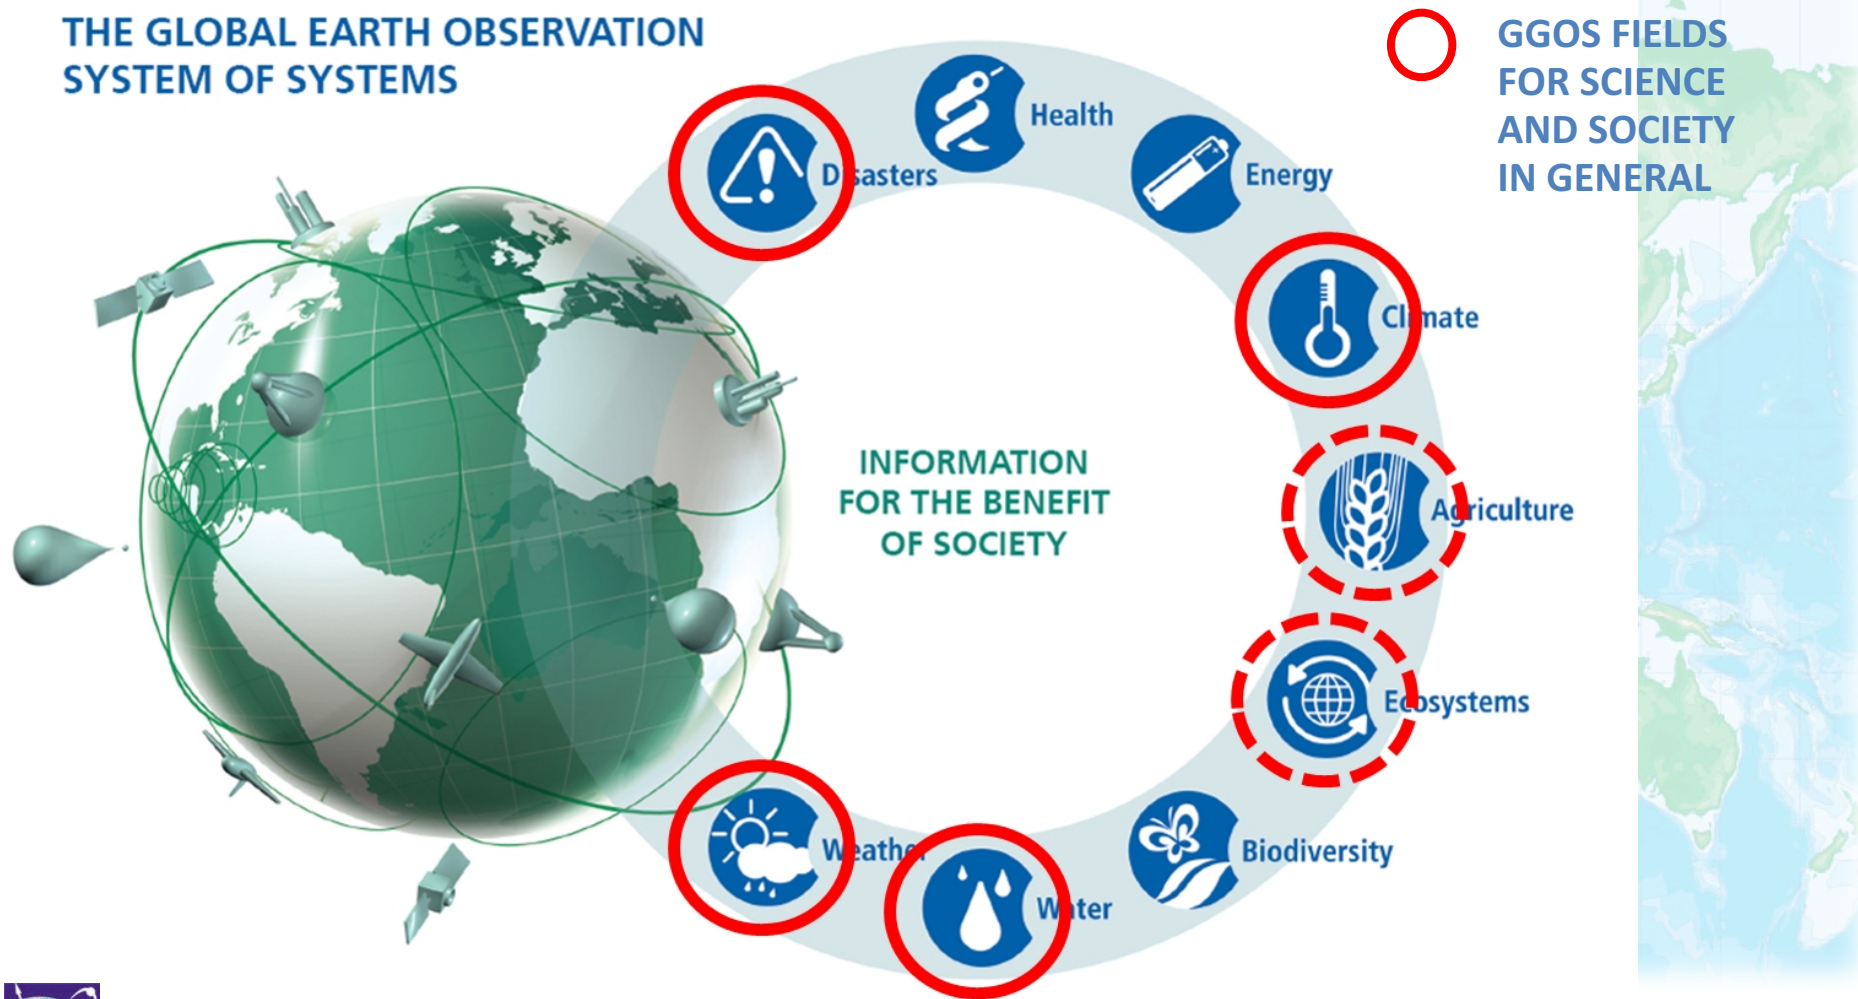 THE GLOBAL EARTH OBSERVATION
SYSTEM OF SYSTEMS
GGOS FIELDS
FOR SCIENCE
AND SOCIETY
IN GENERAL
Health
Disasters
Energy
Climate
INFORMATION
FOR THE BENEFIT
OF SOCIETY
Agriculture
Ecosystems
Weather
Biodiversity
Water